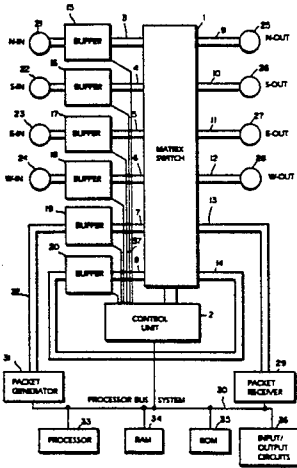 15
21
3
1
9
25
N-IN
BUFFER
N-OUT
22
16
4
10
26
S-IN
BUFFER
S-OUT
23
17
5
11
27
E-IN
BUFFER
MATRIX
SWITCH
E-OUT
24
18
6
12
28
W-IN
BUFFER
W-OUT
19
7
13
BUFFER
37
20
8
14
BUFFER
CONTROL
UNIT
2
31
29
PACKET
GENERATOR
PACKET
RECEIVER
PROCESSOR BUS SYSTEM
30
33
34
35
36
PROCESSOR
RAM
ROM
INPUT/
OUTPUT
CIRCUITS